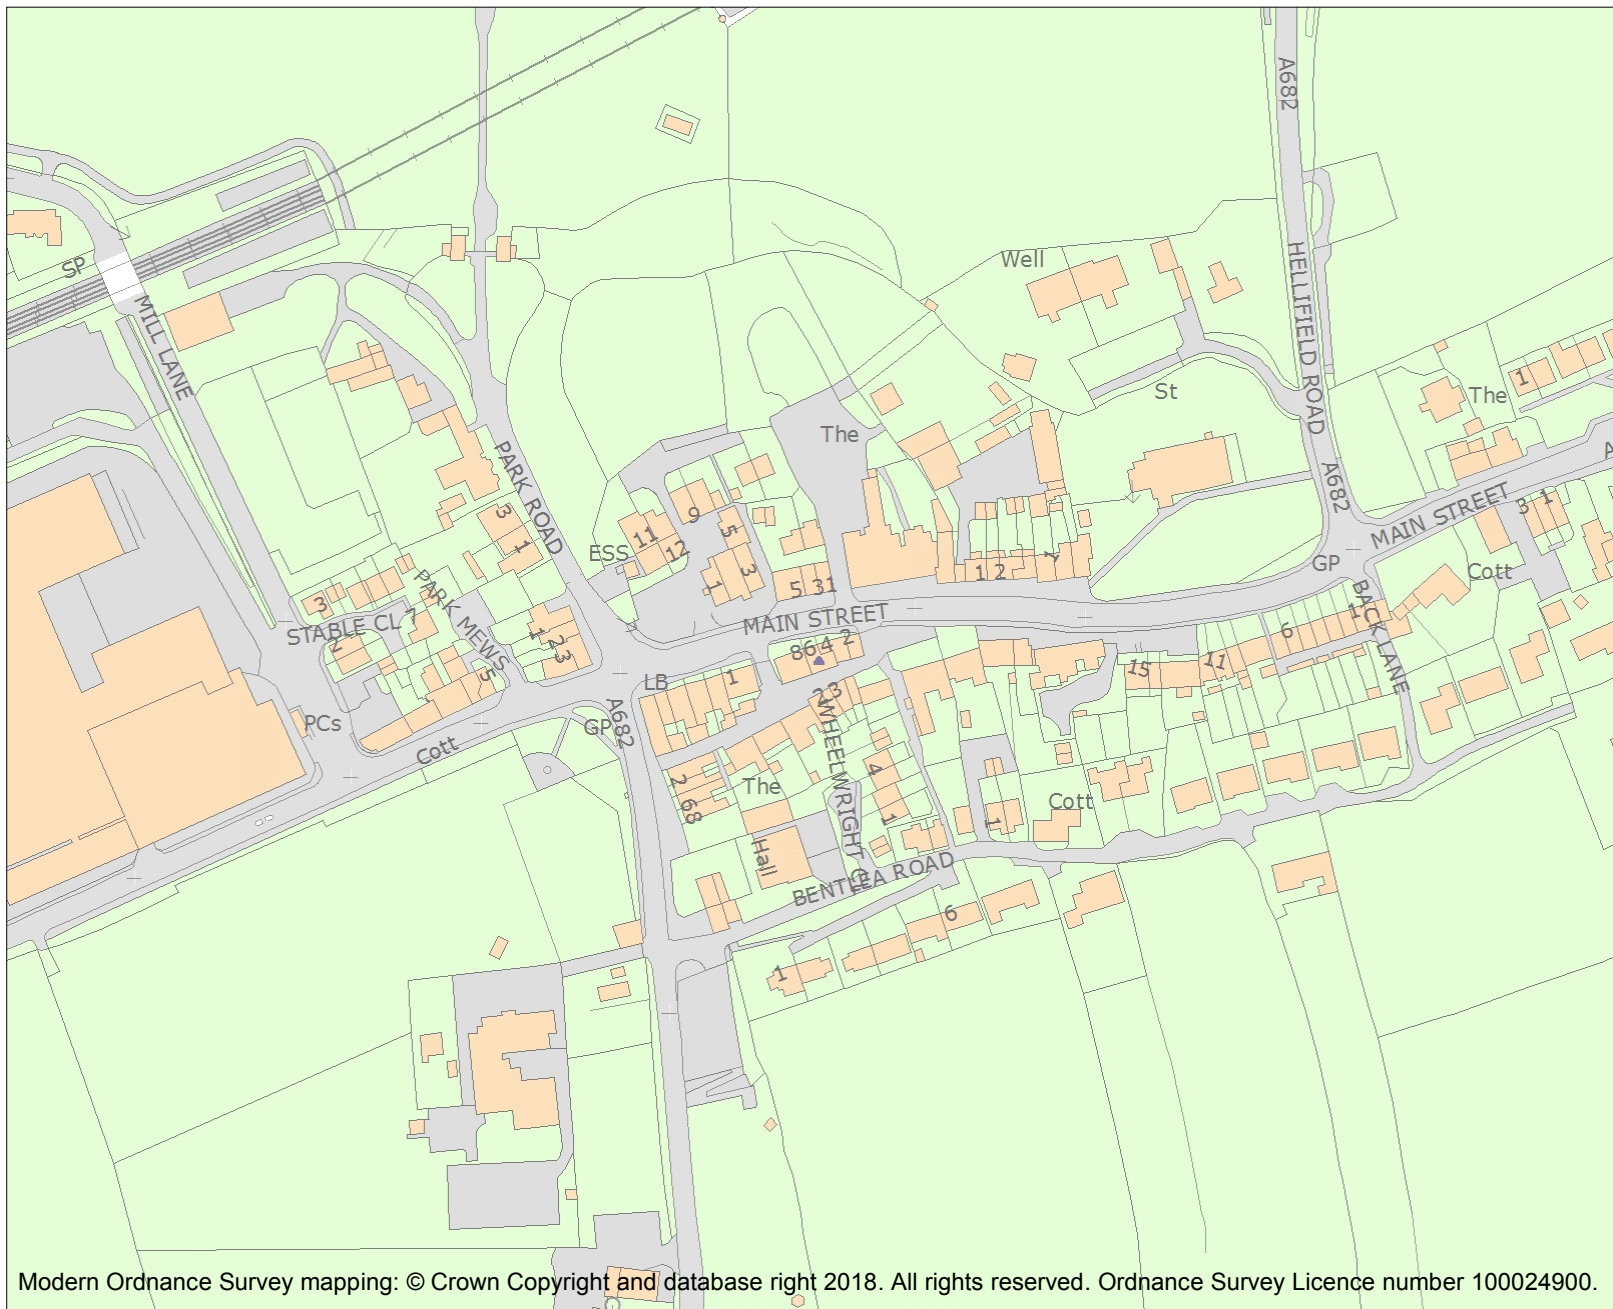 A682
SP
Well
MILL LANE
HELLIFIELD ROAD
St
The
1
The
PARK ROAD
A682
MAIN STREET
3
1
9
11
5
12
ESS
1
3
5
31
1 2
1
3 1
GP
Cott
BACK LANE
PARK MEWS
3
STABLE CL
7
2
MAIN STREET
1
2
3
8
6
4
2
6
1
15
11
5
LB
1
A682
GP
PCs
Cott
2
3
WHEELWRIGHT CL
2
68
The
4
1
1
Cott
Hall
BENTLEA ROAD
6
1
Modern Ordnance Survey mapping: © Crown Copyright and database right 2018. All rights reserved. Ordnance Survey Licence number 100024900.